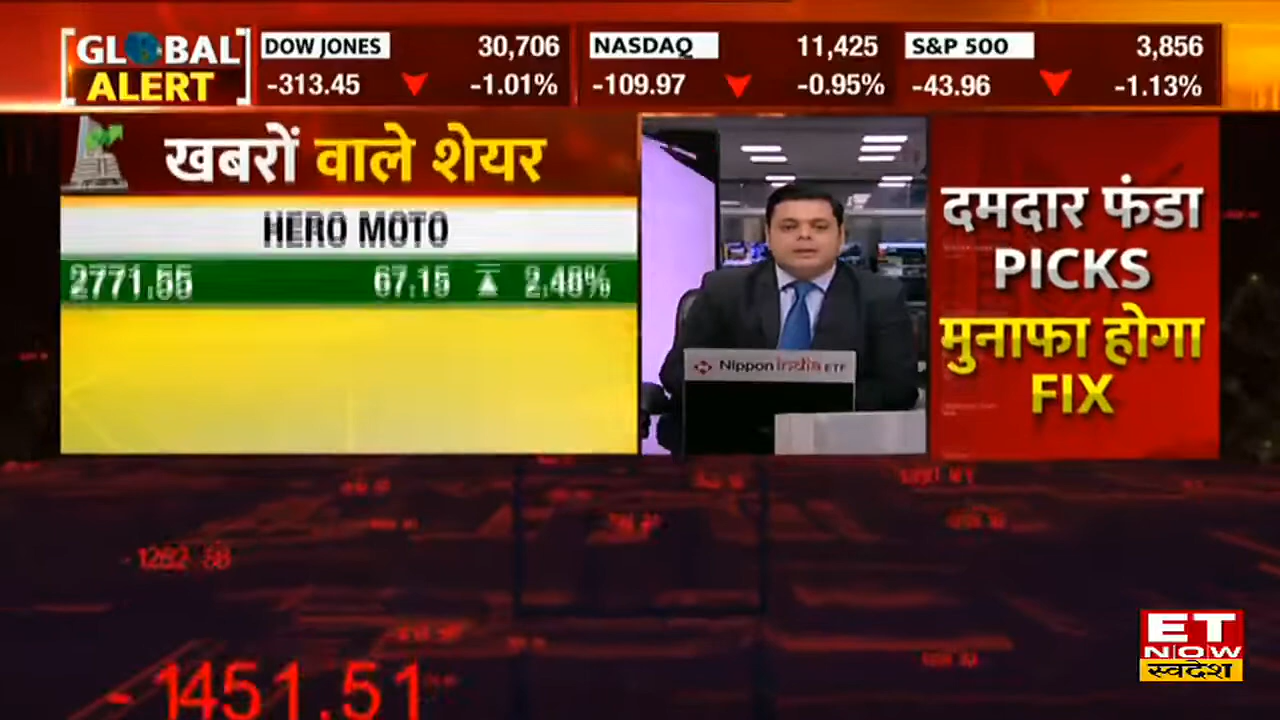 GLOBAL
ALERT
DOW JONES 30,706
-313.45 -1.01%
NASDAQ 11,425
-109.97 -0.95%
S&P 500 3,856
-43.96 -1.13%
खबरों वाले शेयर
HERO MOTO
2771.55 67.15 2.48%
Nippon india ETF
दमदार फंडा
PICKS
मुनाफा होगा
FIX
-1451.51
ET
NOW
स्वदेश